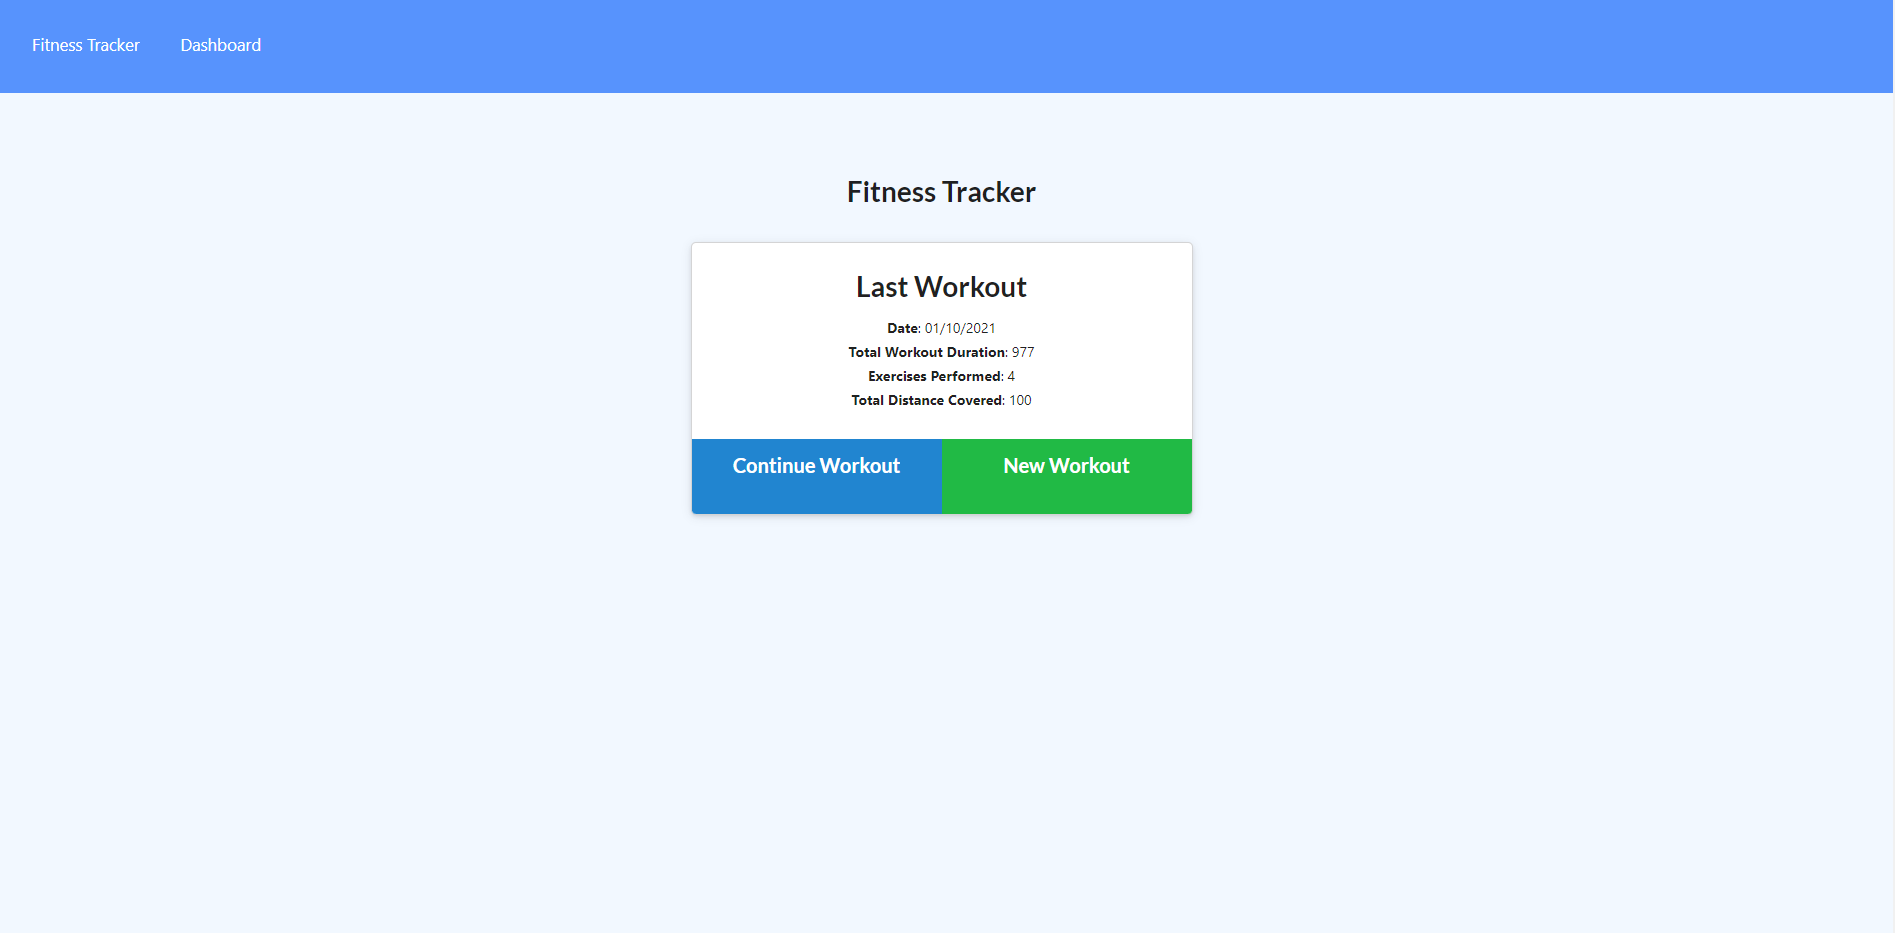 Fitness Tracker Dashboard
Fitness Tracker
Last Workout
Date: 01/10/2021
Total Workout Duration: 977
Exercises Performed: 4
Total Distance Covered: 100
Continue Workout New Workout